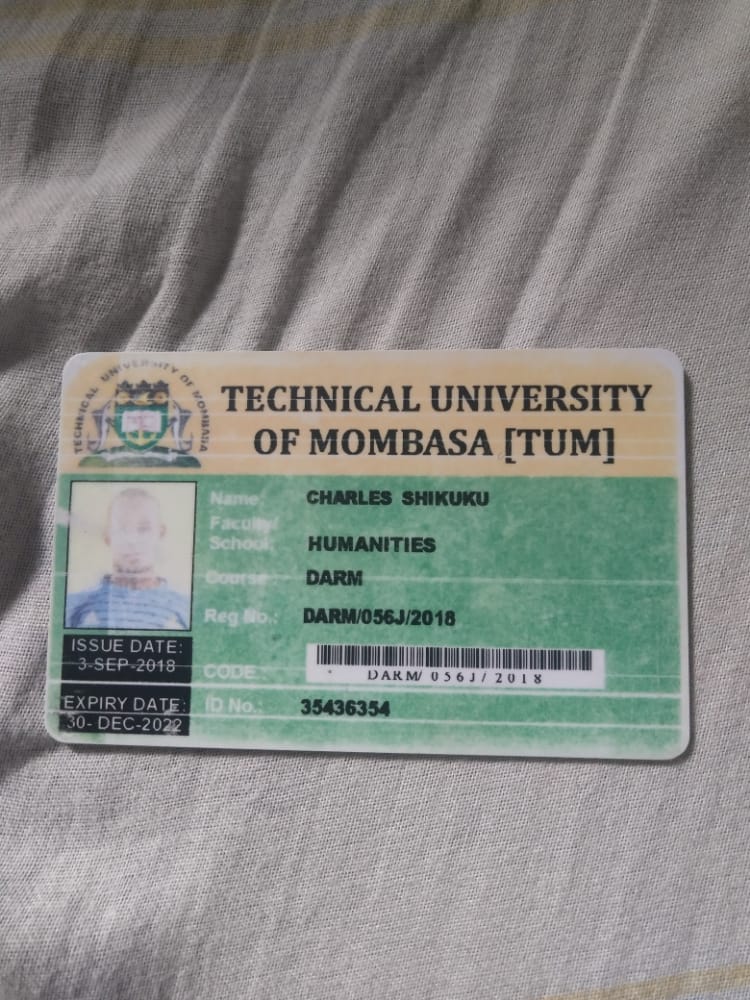 TECHNICAL UNIVERSITY OF MOMBASA
TECHNICAL UNIVERSITY
OF MOMBASA [TUM]
Name: CHARLES SHIKUKU
Faculty/
School: HUMANITIES
Course: DARM
Reg No.: DARM/056J/2018
ISSUE DATE:
3-SEP-2018
CODE:
DARM/ 056J/ 2018
EXPIRY DATE:
30- DEC-2022
ID No.: 35436354